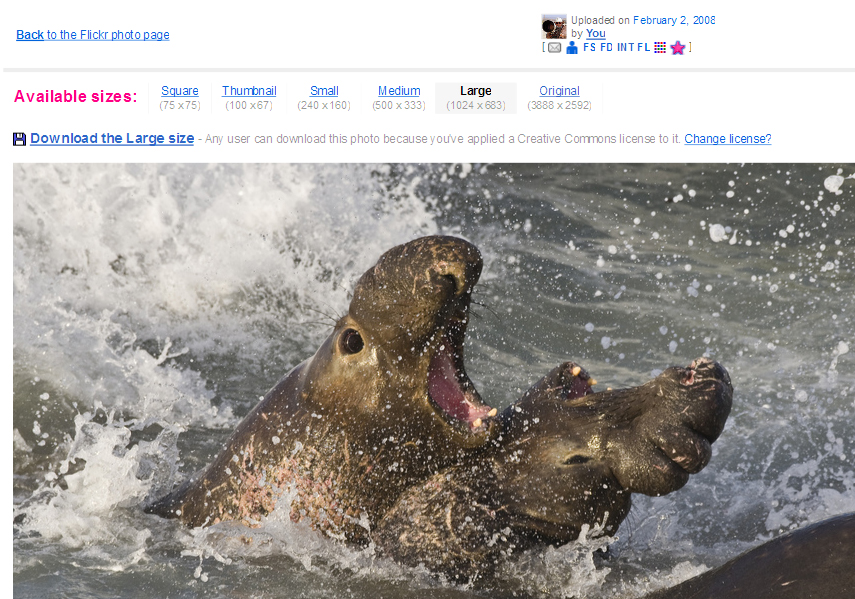 Back to the Flickr photo page
Uploaded on February 2, 2008
by You
[ FS FD INT FL ]
Available sizes:
Square
(75 x 75)
Thumbnail
(100 x 67)
Small
(240 x 160)
Medium
(500 x 333)
Large
(1024 x 683)
Original
(3888 x 2592)
Download the Large size - Any user can download this photo because you've applied a Creative Commons license to it. Change license?